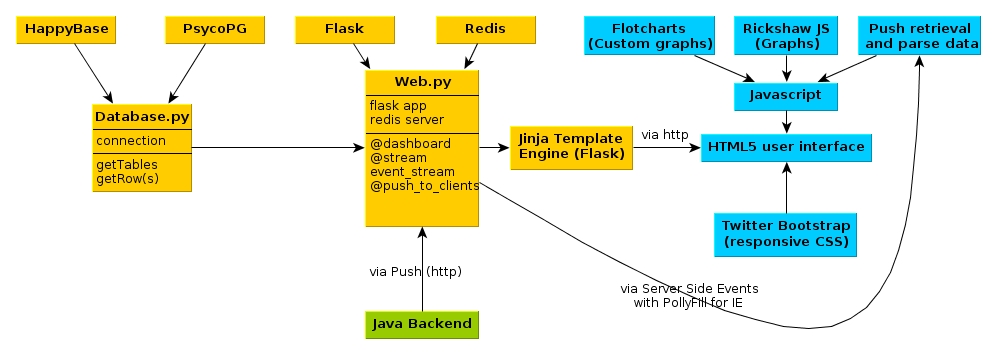 HappyBase
PsycoPG
Flask
Redis
Flotcharts
(Custom graphs)
Rickshaw JS
(Graphs)
Push retrieval
and parse data
Web.py
flask app
redis server
@dashboard
@stream
event_stream
@push_to_clients
Database.py
connection
getTables
getRow(s)
Javascript
Jinja Template
Engine (Flask)
via http
HTML5 user interface
Twitter Bootstrap
(responsive CSS)
via Push (http)
via Server Side Events
with PollyFill for IE
Java Backend